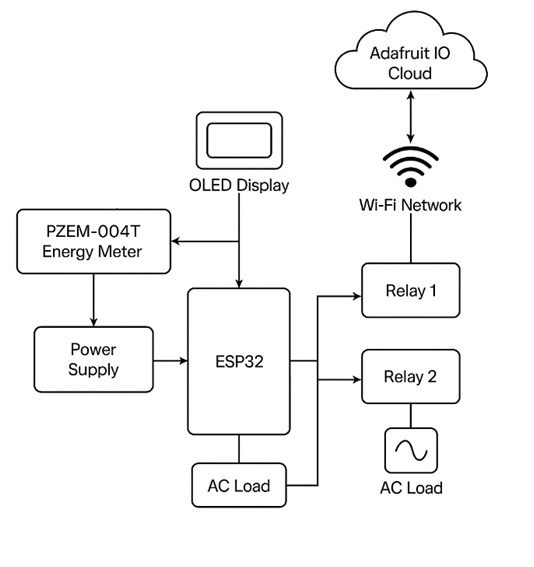 Adafruit IO
Cloud
OLED Display
Wi-Fi Network
PZEM-004T
Energy Meter
Relay 1
Power
Supply
ESP32
Relay 2
AC Load
AC Load